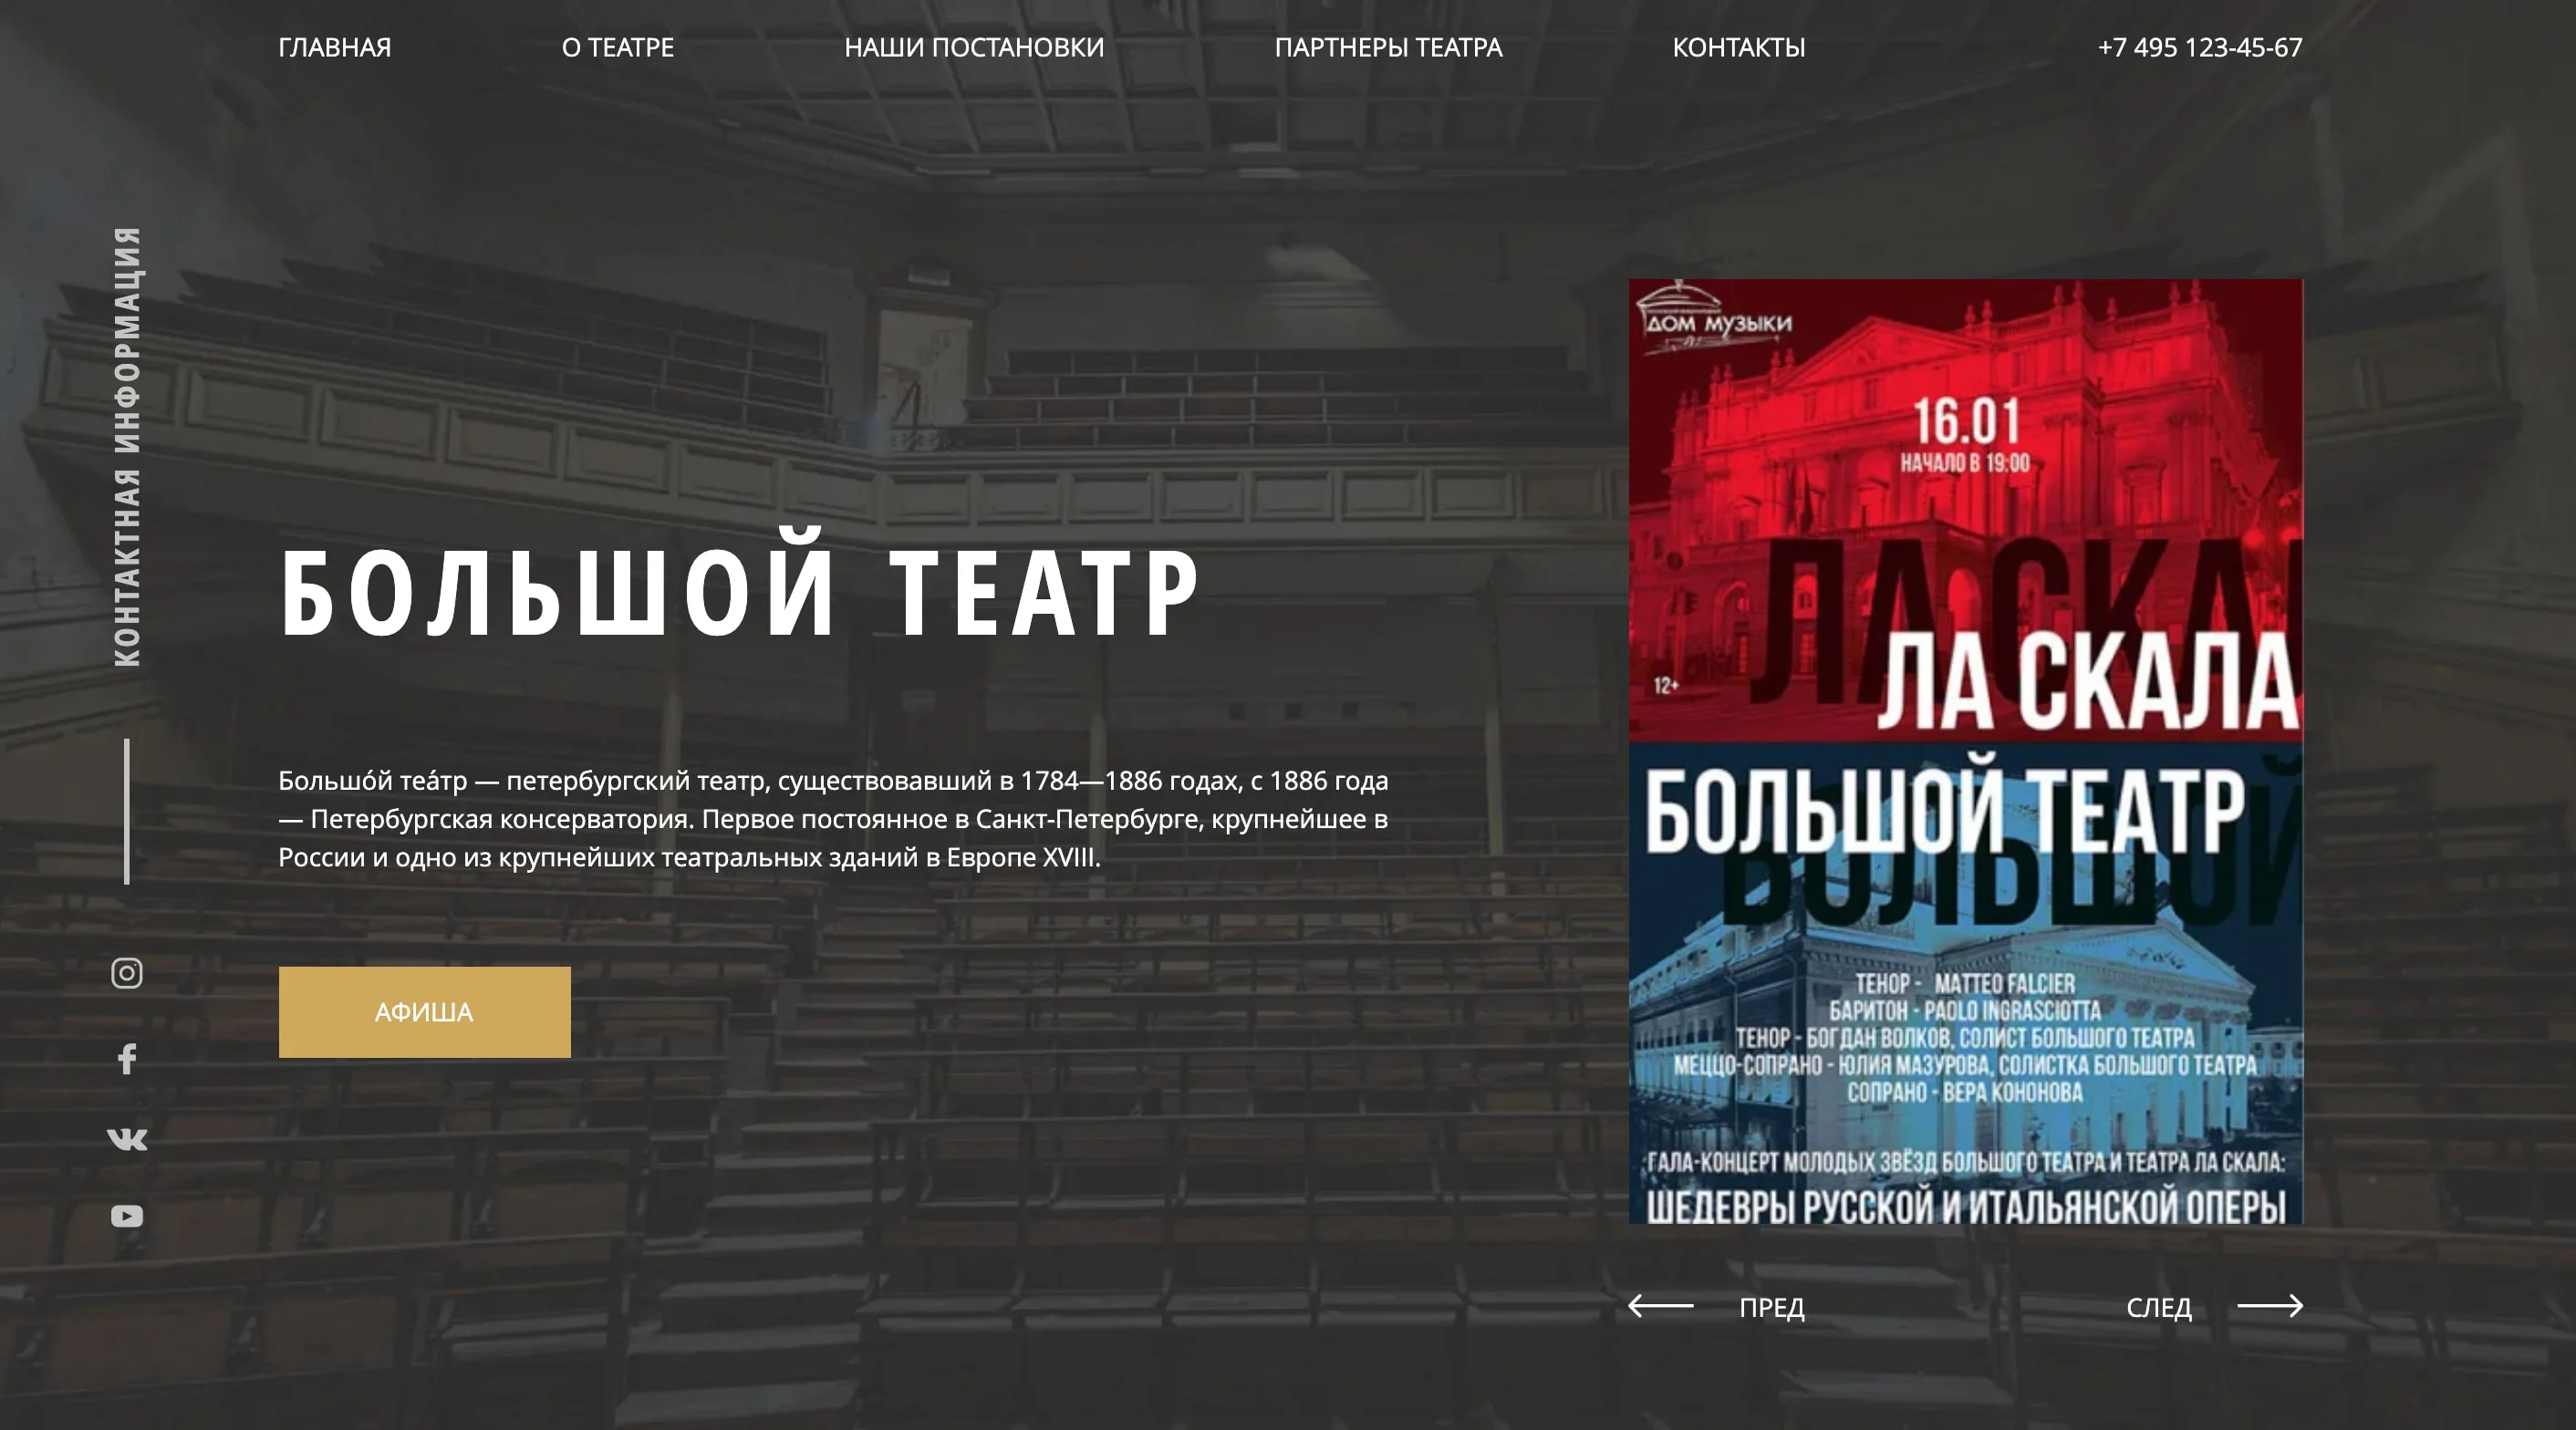 ГЛАВНАЯ
О ТЕАТРЕ
НАШИ ПОСТАНОВКИ
ПАРТНЕРЫ ТЕАТРА
КОНТАКТЫ
+7 495 123-45-67
КОНТАКТНАЯ ИНФОРМАЦИЯ
БОЛЬШОЙ ТЕАТР
Большо́й теа́тр — петербургский театр, существовавший в 1784—1886 годах, с 1886 года
— Петербургская консерватория. Первое постоянное в Санкт-Петербурге, крупнейшее в
России и одно из крупнейших театральных зданий в Европе XVIII.
АФИША
ДОМ МУЗЫКИ
16.01
НАЧАЛО В 19:00
ЛА СКА
ЛА СКАЛА
12+
БОЛЬШОЙ ТЕАТР
БОЛЬШОЙ
ТЕНОР - MATTEO FALCIER
БАРИТОН - PAOLO INGRASCIOTTA
ТЕНОР - БОГДАН ВОЛКОВ, СОЛИСТ БОЛЬШОГО ТЕАТРА
МЕЦЦО-СОПРАНО - ЮЛИЯ МАЗУРОВА, СОЛИСТКА БОЛЬШОГО ТЕАТРА
СОПРАНО - ВЕРА КОНОНОВА
ГАЛА-КОНЦЕРТ МОЛОДЫХ ЗВЁЗД БОЛЬШОГО ТЕАТРА И ТЕАТРА ЛА СКАЛА:
ШЕДЕВРЫ РУССКОЙ И ИТАЛЬЯНСКОЙ ОПЕРЫ
ПРЕД
СЛЕД